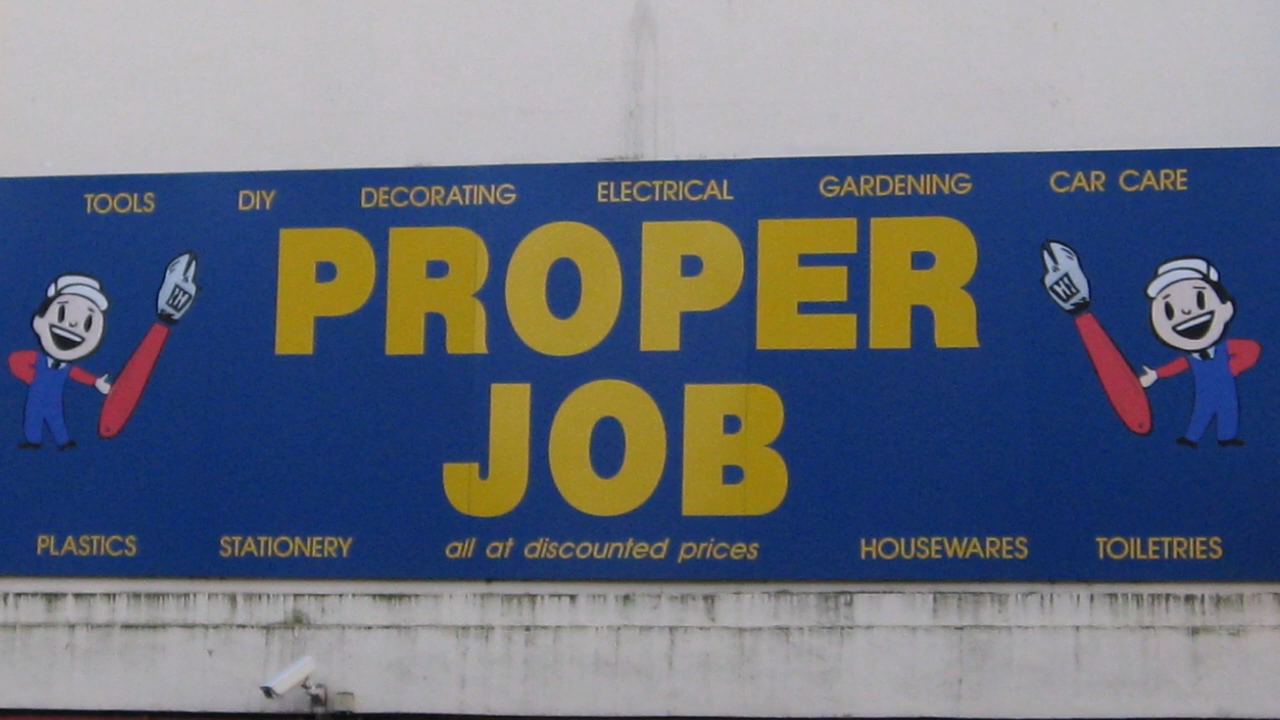 TOOLS DIY DECORATING ELECTRICAL GARDENING CAR CARE
PROPER
JOB
PLASTICS STATIONERY all at discounted prices HOUSEWARES TOILETRIES